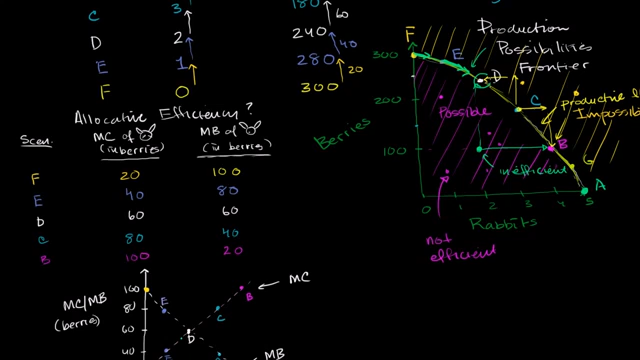 C 3 180
60
D 2 240
40
E 1 280
20
F 0 300
Allocative Efficiency?
Scen. MC of MB of
(in berries) (in berries)
F 20 100
E 40 80
D 60 60
C 80 40
B 100 20
MC/MB
(berries)
100
80
60
40
E
D
C
B
MC
MB
Production
Possibilities
Frontier
Berries
300
200
100
F
E
D
C
B
A
Possible
Impossible
inefficient
0 1 2 3 4 5
Rabbits
not
efficient